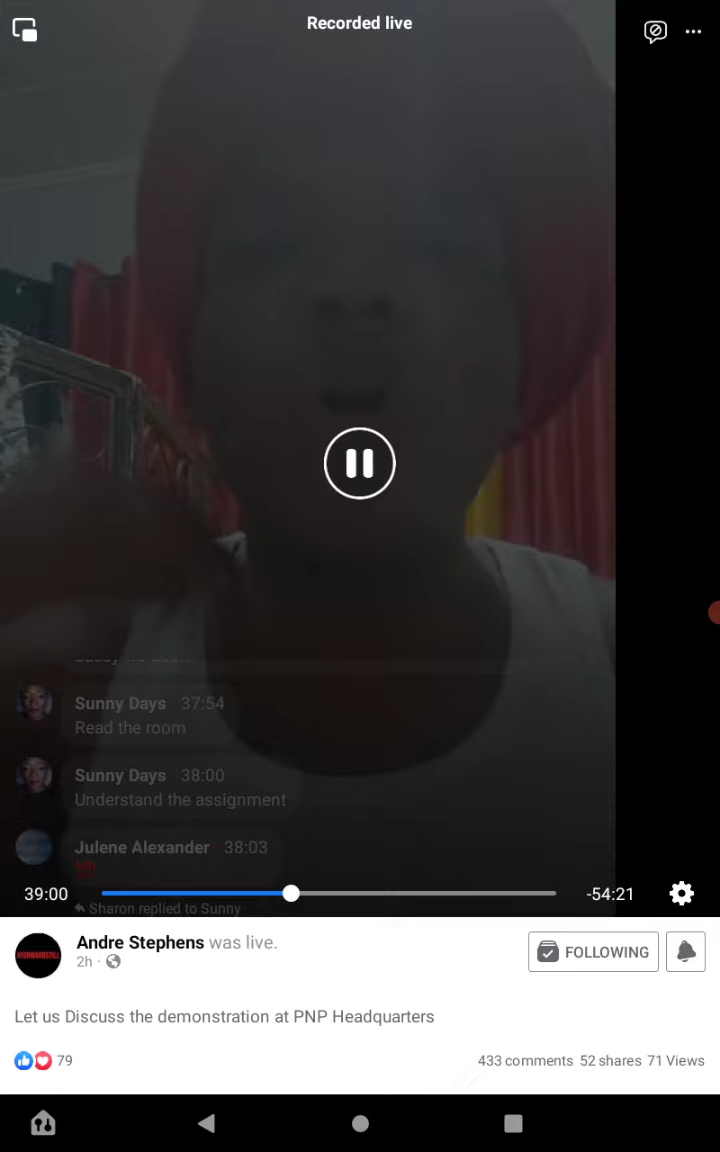 Recorded live
Sunny Days 37:54
Read the room
Sunny Days 38:00
Understand the assignment
Julene Alexander 38:03
39:00
-54:21
Sharon replied to Sunny
#FORWARDSTILL
Andre Stephens was live.
2h ·
FOLLOWING
Let us Discuss the demonstration at PNP Headquarters
79
433 comments 52 shares 71 Views